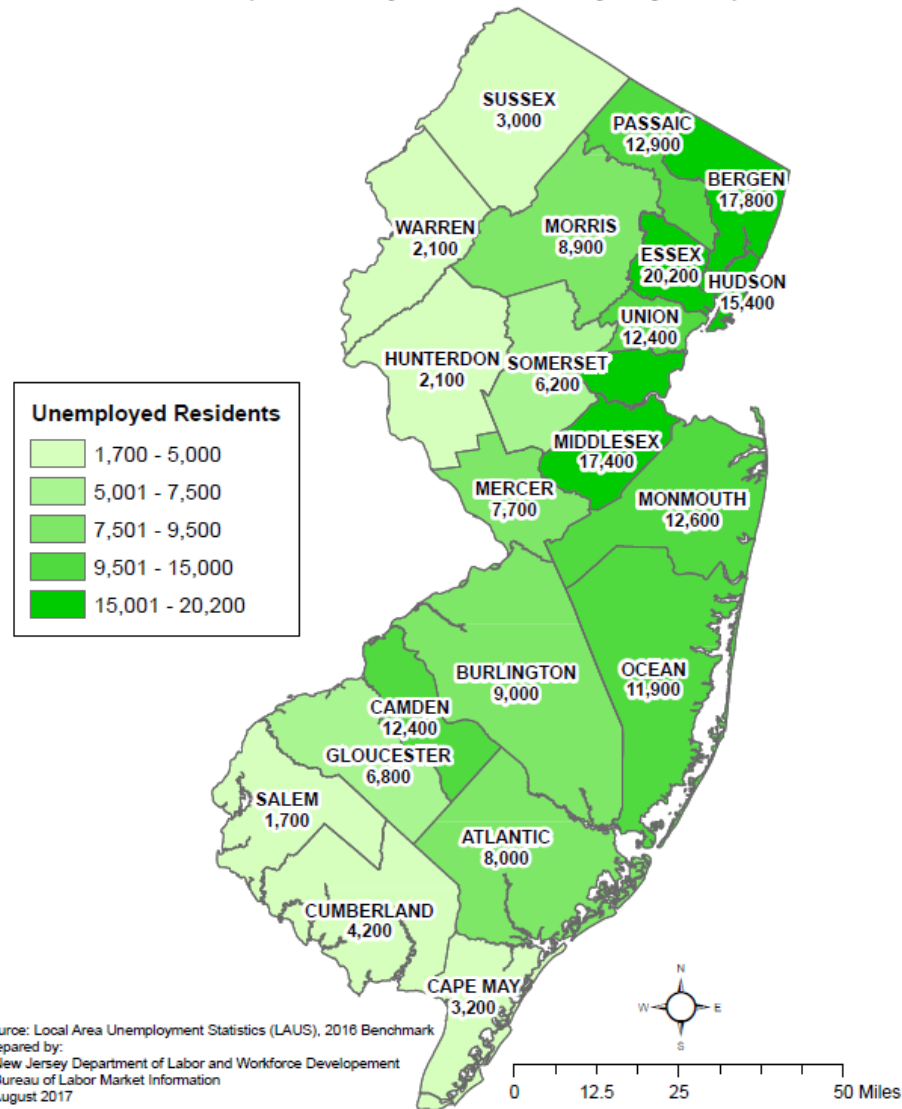 SUSSEX
3,000
PASSAIC
12,900
BERGEN
17,800
WARREN
2,100
MORRIS
8,900
ESSEX
20,200
HUDSON
15,400
UNION
12,400
HUNTERDON
2,100
SOMERSET
6,200
Unemployed Residents
1,700 - 5,000
5,001 - 7,500
7,501 - 9,500
9,501 - 15,000
15,001 - 20,200
MIDDLESEX
17,400
MERCER
7,700
MONMOUTH
12,600
BURLINGTON
9,000
OCEAN
11,900
CAMDEN
12,400
GLOUCESTER
6,800
SALEM
1,700
ATLANTIC
8,000
CUMBERLAND
4,200
CAPE MAY
3,200
N
W E
S
urce: Local Area Unemployment Statistics (LAUS), 2016 Benchmark
epared by:
New Jersey Department of Labor and Workforce Developement
Bureau of Labor Market Information
August 2017
0 12.5 25 50 Miles